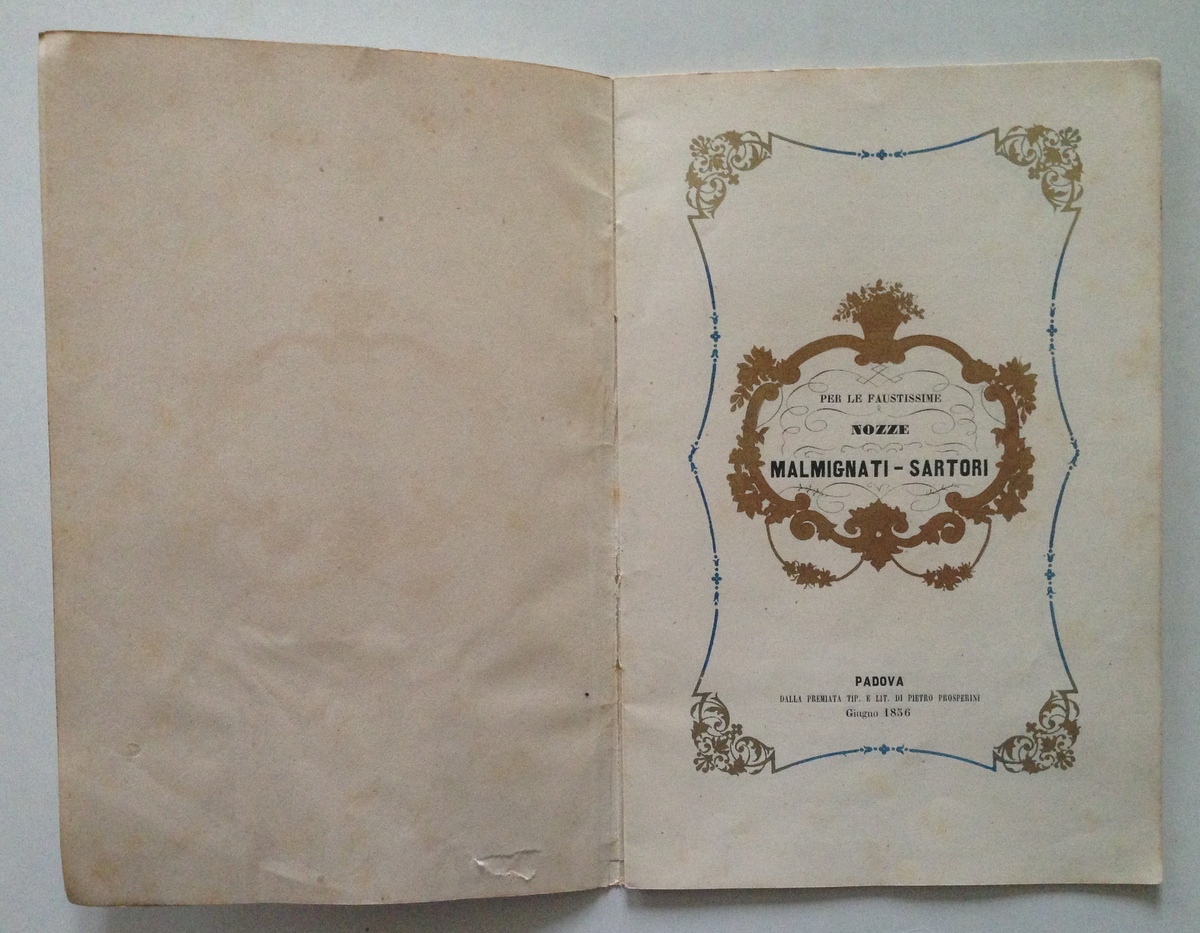 PER LE FAUSTISSIME
NOZZE
MALMIGNATI - SARTORI
PADOVA
DALLA PREMIATA TIP. E LIT. DI PIETRO PROSPERINI
Giugno 1856